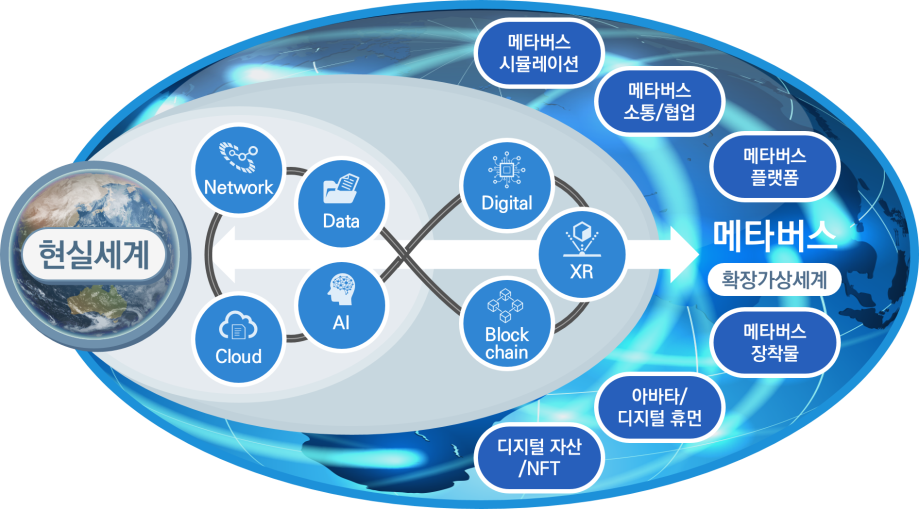 메타버스
시뮬레이션
메타버스
소통/협업
메타버스
플랫폼
Network
Data
Digital
현실세계
메타버스
확장가상세계
XR
AI
Cloud
Block
chain
메타버스
장착물
아바타/
디지털 휴먼
디지털 자산
/NFT